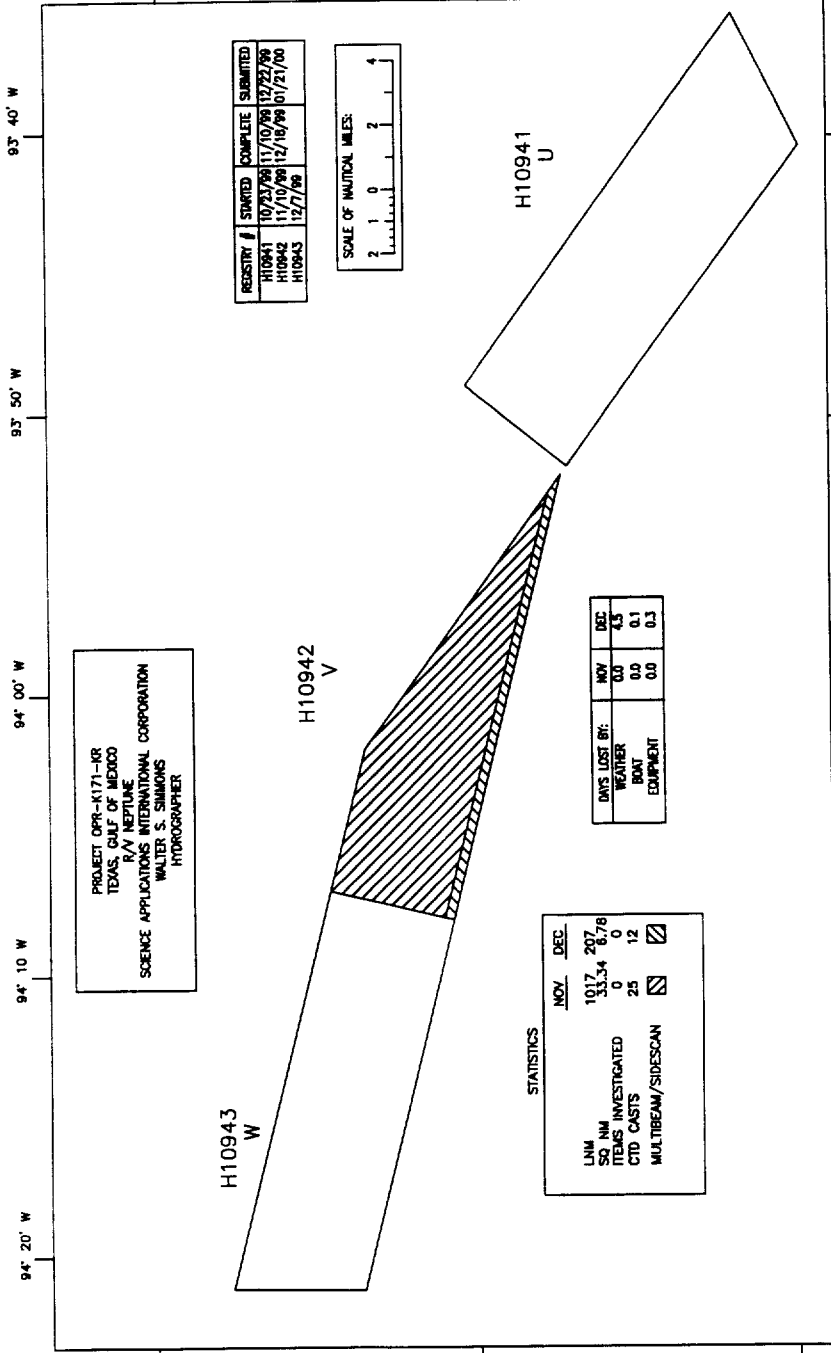 94° 20' W
94° 10' W
94° 00' W
93° 50' W
93° 40' W
PROJECT OPR-K171-KR
TEXAS, GULF OF MEXICO
R/V NEPTUNE
SCIENCE APPLICATIONS INTERNATIONAL CORPORATION
WALTER S. SIMMONS
HYDROGRAPHER
REGISTRY # STARTED COMPLETE SUBMITTED
H10941 10/23/99 11/10/99 12/22/99
H10942 11/10/99 12/16/99 01/21/00
H10943 12/7/99
SCALE OF NAUTICAL MILES:
2 1 0 2 4
H10943
W
H10942
V
H10941
U
STATISTICS
NOV DEC
LNM 1017 207
SQ NM 33.34 6.78
ITEMS INVESTIGATED 0 0
CTD CASTS 25 12
MULTIBEAM/SIDESCAN
DAYS LOST BY: NOV DEC
WEATHER 0.0 4.5
BOAT 0.0 0.1
EQUIPMENT 0.0 0.3